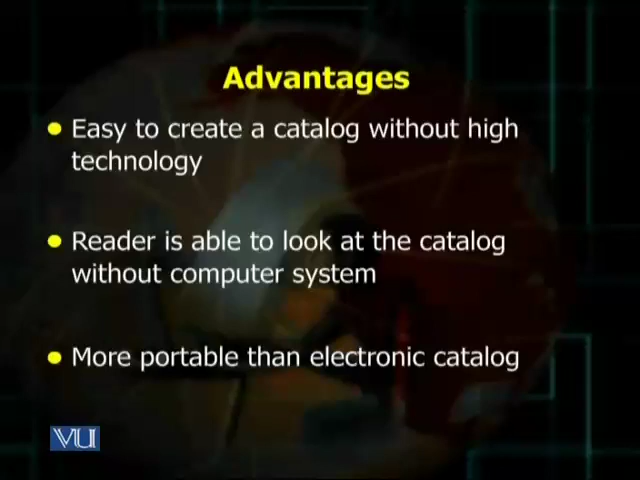 Advantages
• Easy to create a catalog without high
technology
• Reader is able to look at the catalog
without computer system
• More portable than electronic catalog
VU